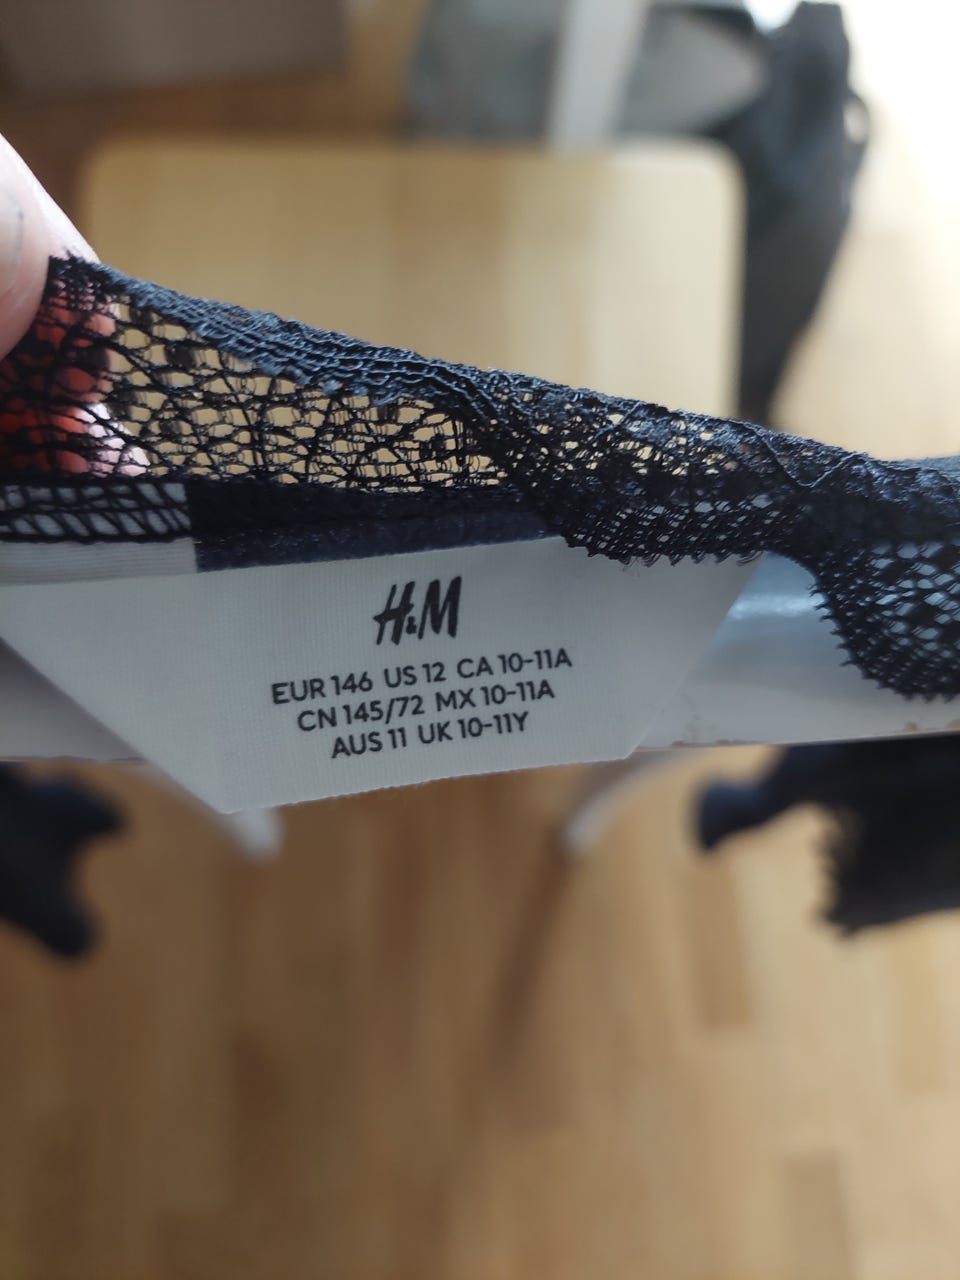 H&M
EUR 146 US 12 CA 10-11A
CN 145/72 MX 10-11A
AUS 11 UK 10-11Y